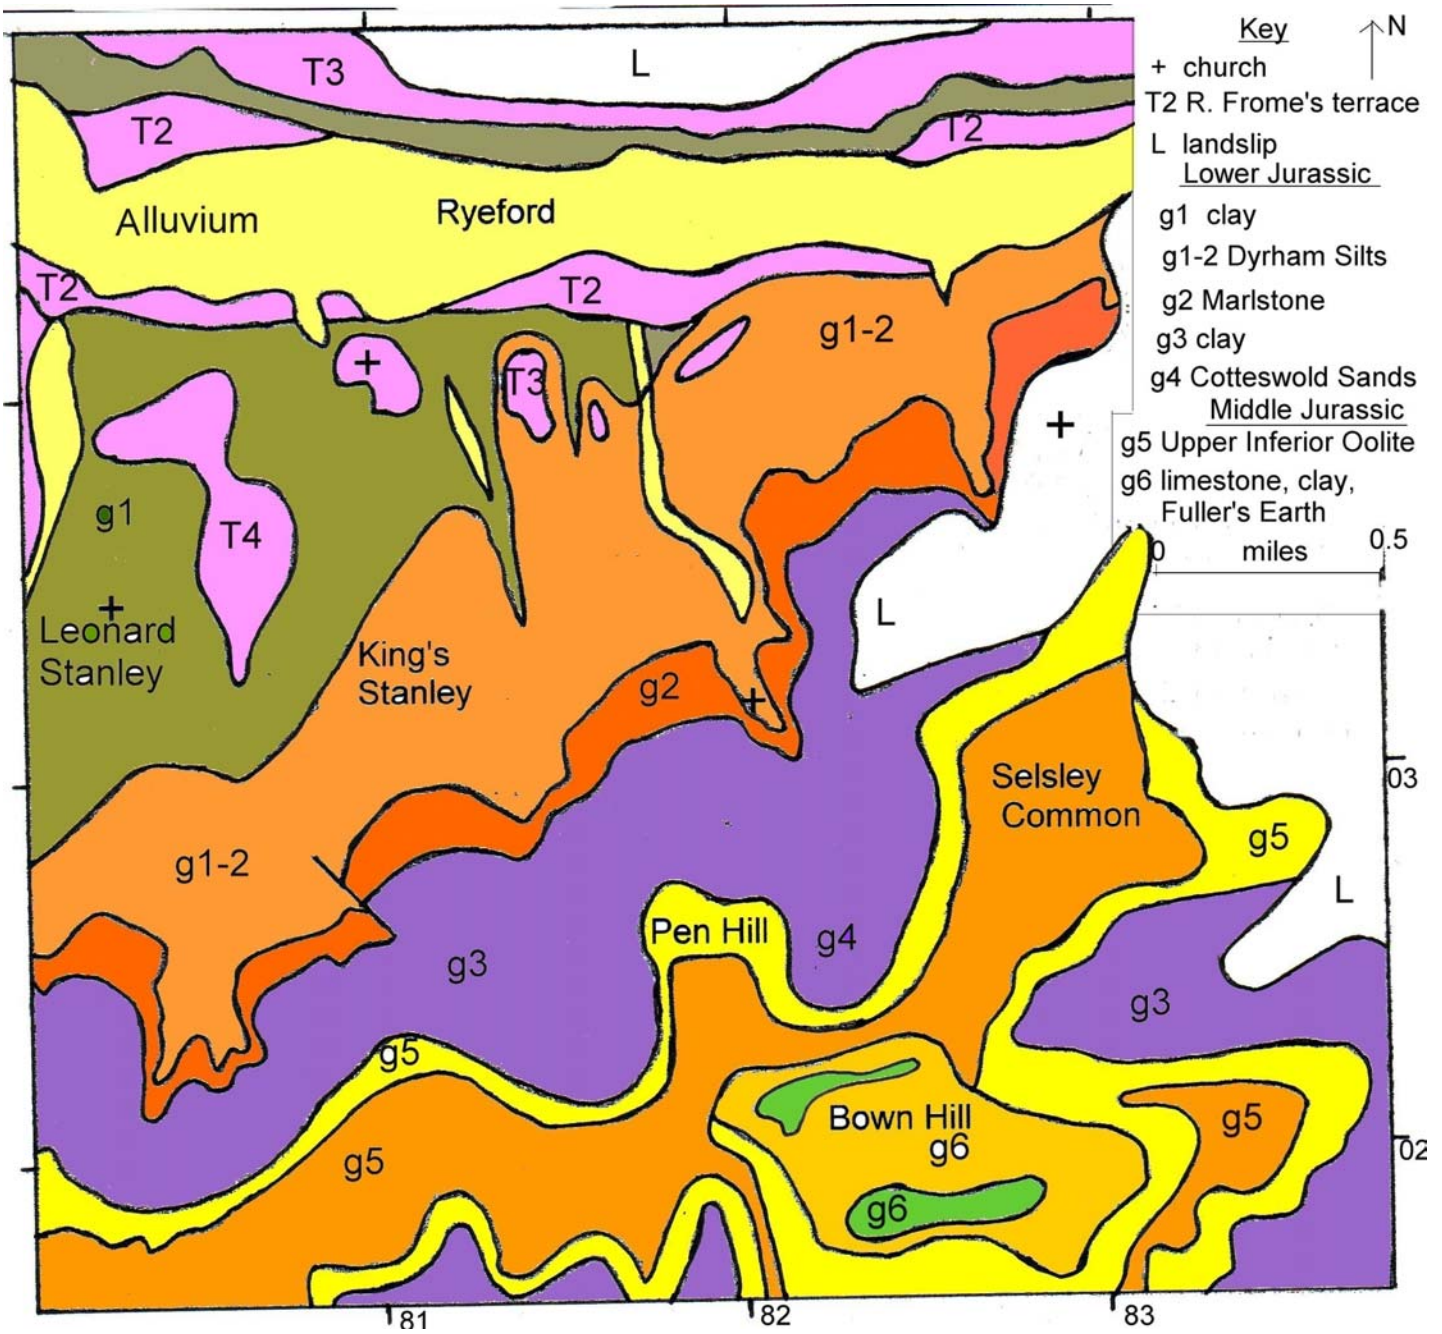 Key
N
+ church
T2 R. Frome's terrace
L landslip
Lower Jurassic
g1 clay
g1-2 Dyrham Silts
g2 Marlstone
g3 clay
g4 Cotteswold Sands
Middle Jurassic
g5 Upper Inferior Oolite
g6 limestone, clay,
Fuller's Earth
0 miles 0.5
T3
L
T2
T2
Alluvium
Ryeford
T2
T2
g1-2
+
T3
+
g1
T4
L
+
Leonard
Stanley
King's
Stanley
g2
+
Selsley
Common
03
g5
g1-2
L
Pen Hill
g4
g3
g3
g5
Bown Hill
g6
g5
g5
02
g6
81
82
83